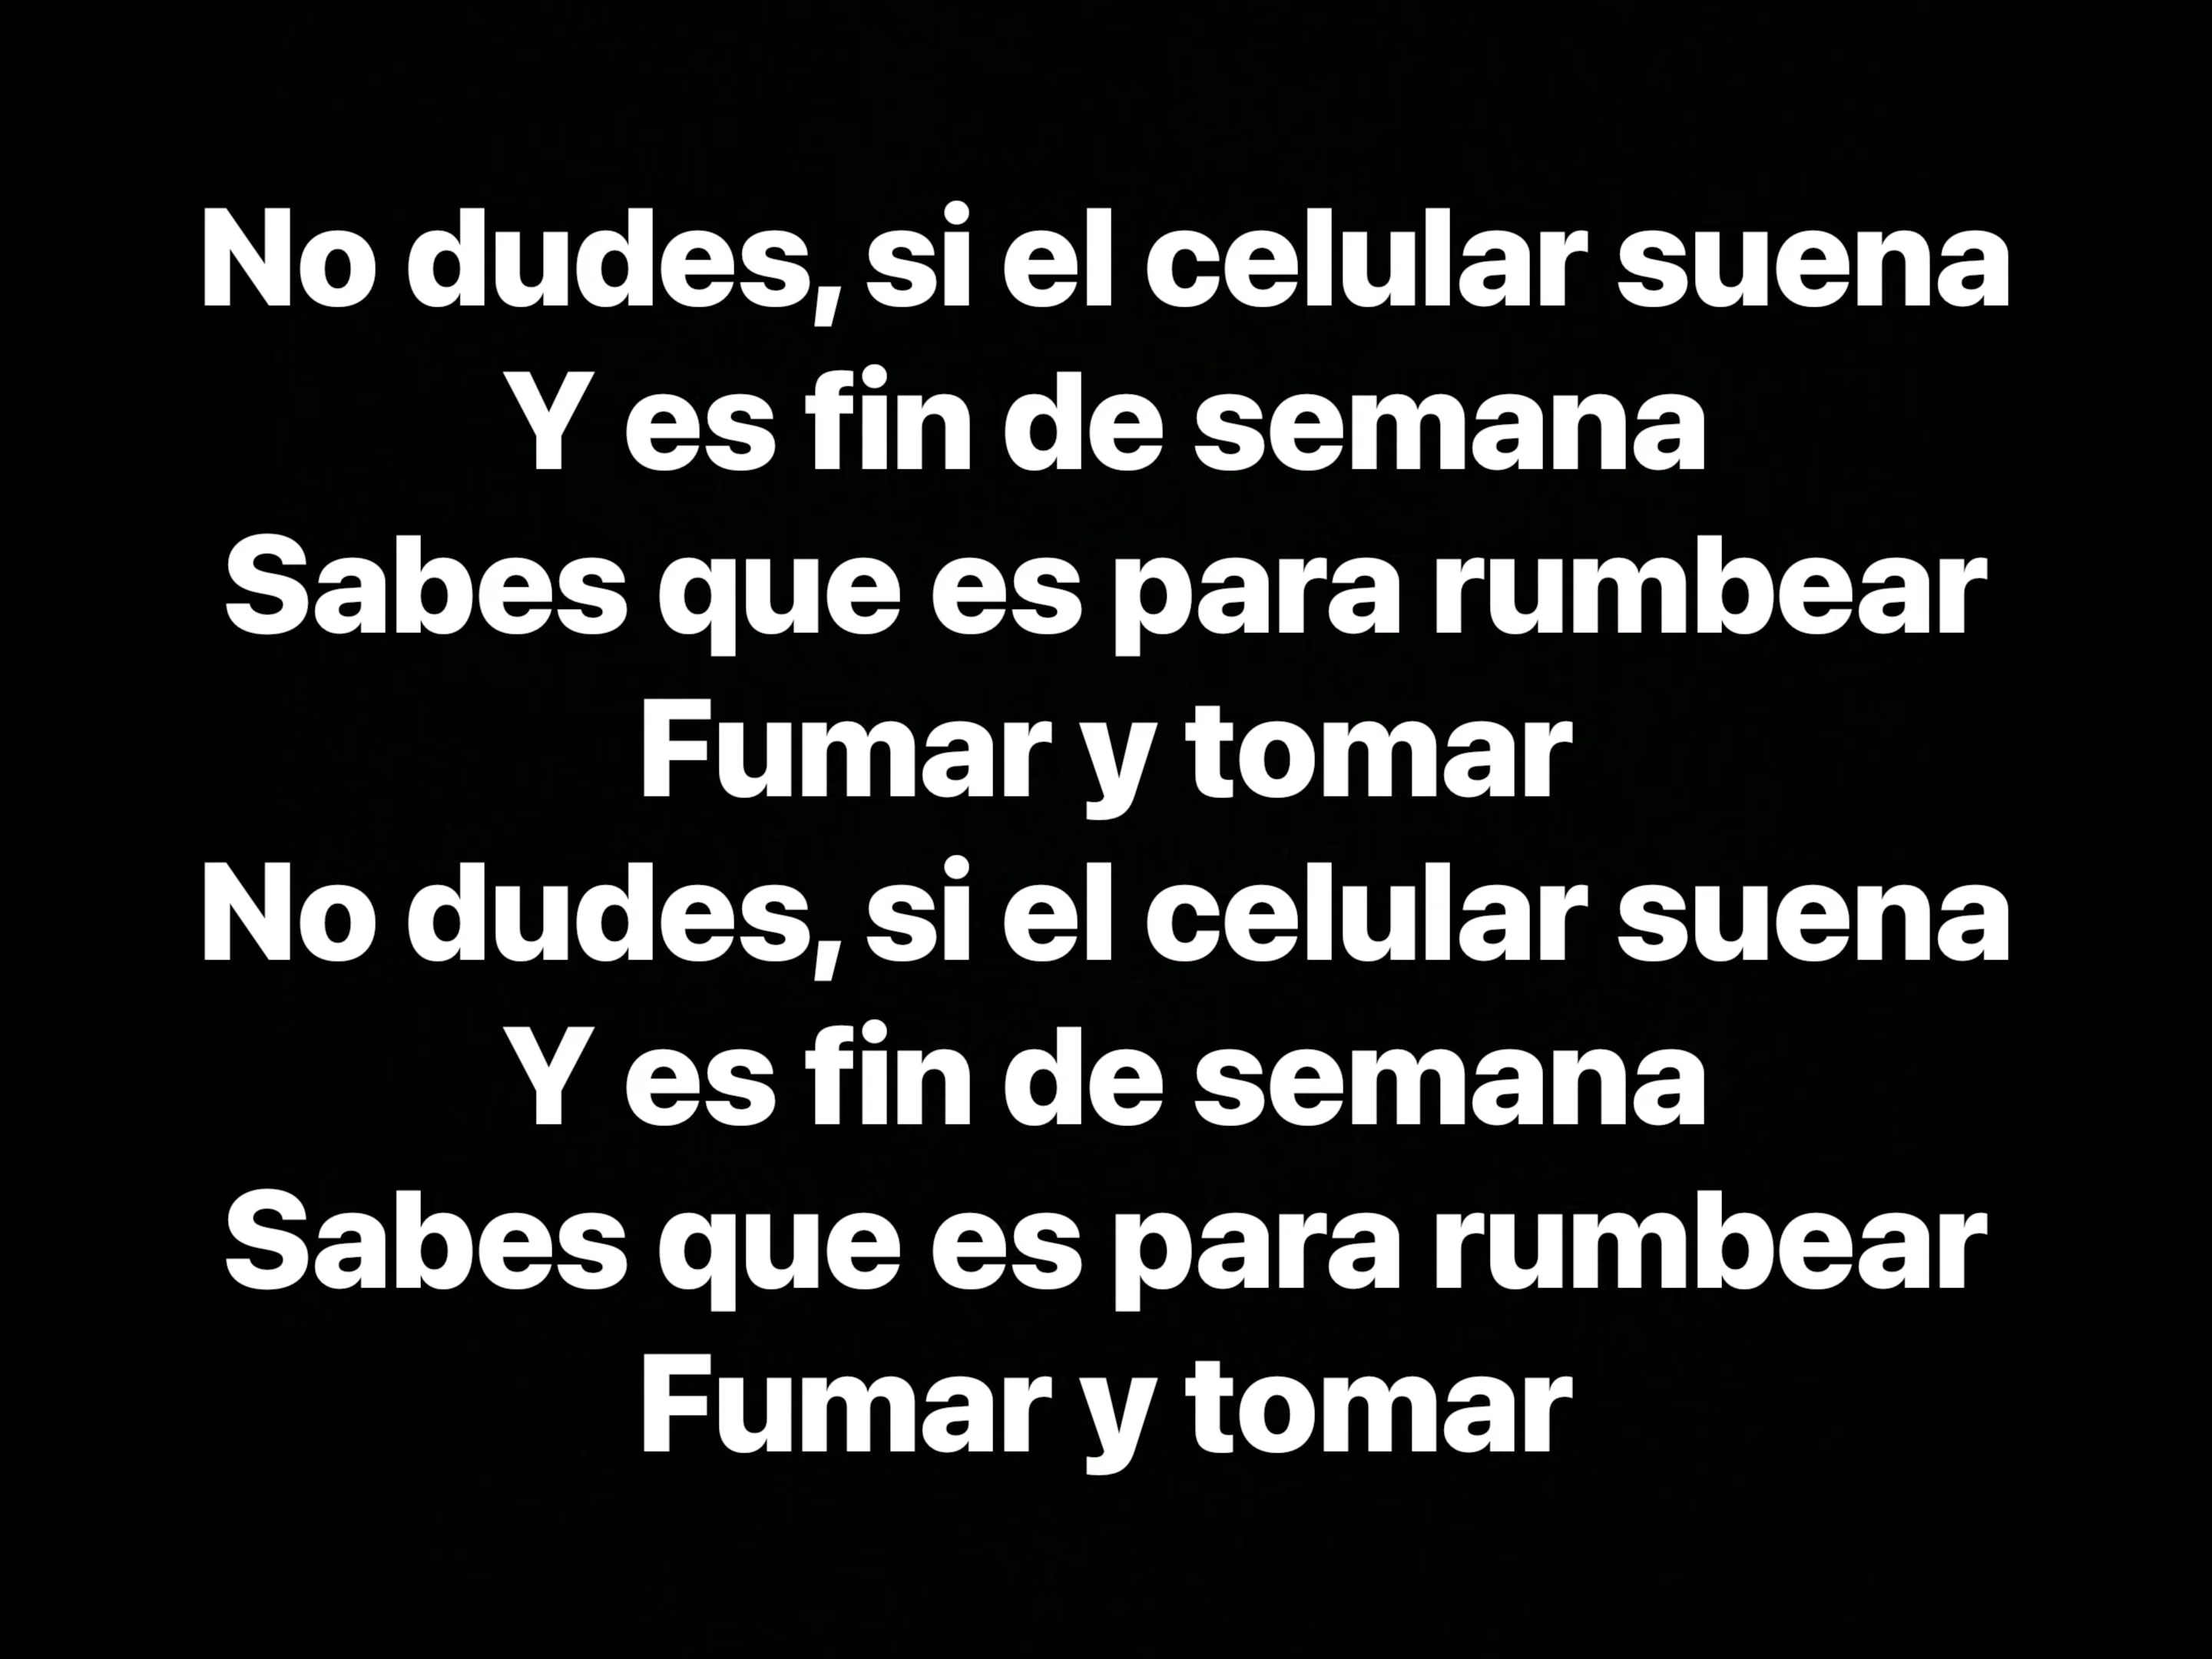 No dudes, si el celular suena
Y es fin de semana
Sabes que es para rumbear
Fumar y tomar
No dudes, si el celular suena
Y es fin de semana
Sabes que es para rumbear
Fumar y tomar